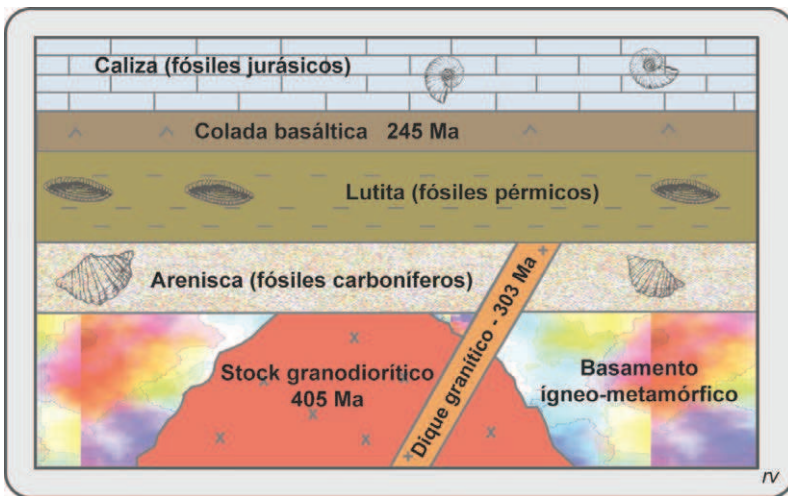 Caliza (fósiles jurásicos)
Colada basáltica 245 Ma
Lutita (fósiles pérmicos)
Arenisca (fósiles carboníferos)
Dique granítico - 303 Ma
Stock granodiorítico
405 Ma
Basamento
ígneo-metamórfico
rv